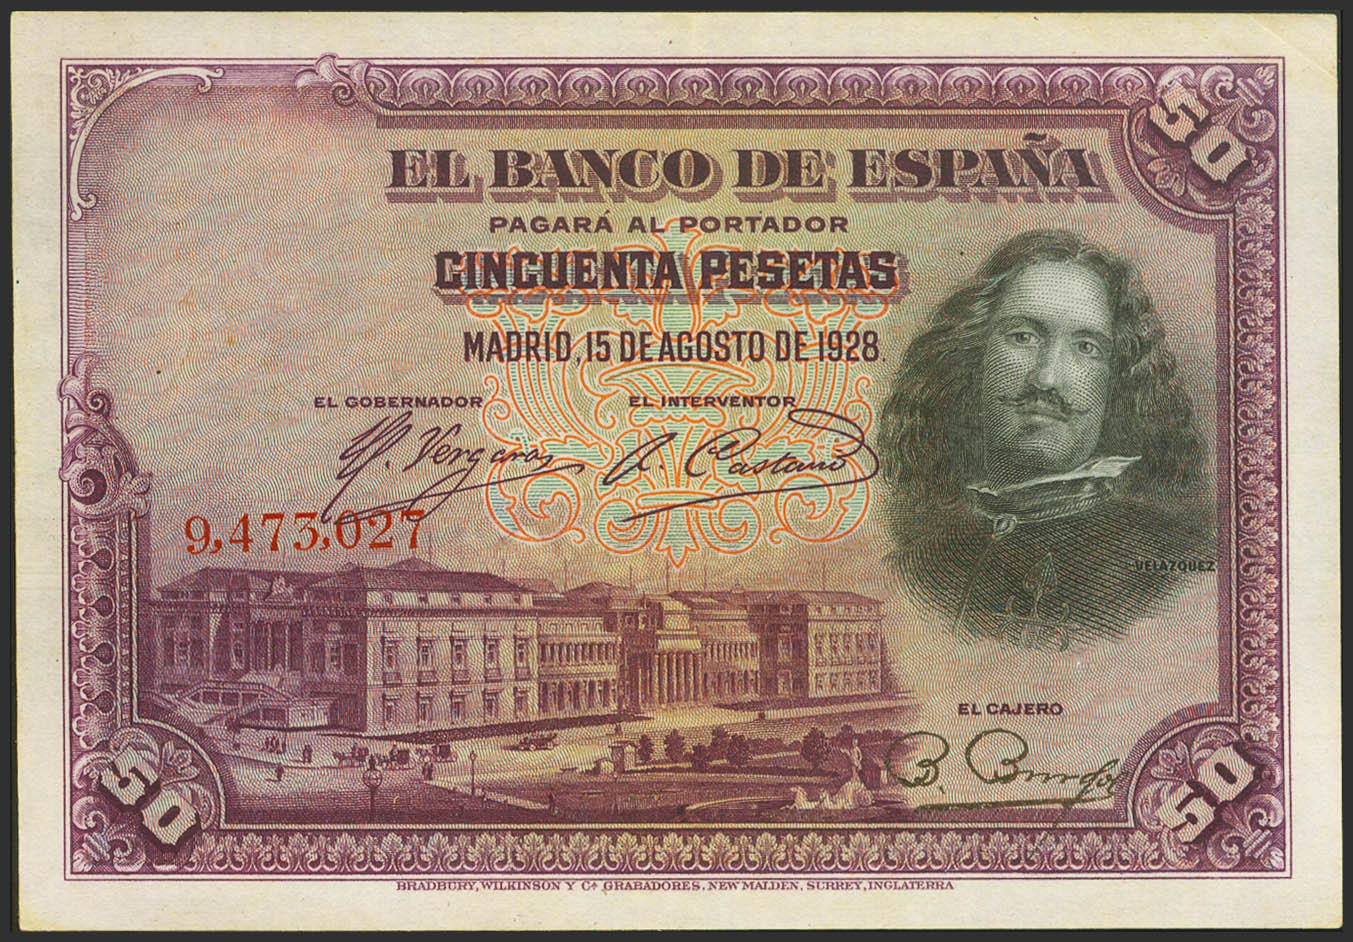 50
EL BANCO DE ESPAÑA
PAGARÁ AL PORTADOR
CINCUENTA PESETAS
MADRID, 15 DE AGOSTO DE 1928.
EL GOBERNADOR EL INTERVENTOR
9,473,027
VELAZQUEZ
EL CAJERO
50 50
BRADBURY, WILKINSON Y Cª GRABADORES, NEW MALDEN, SURREY, INGLATERRA